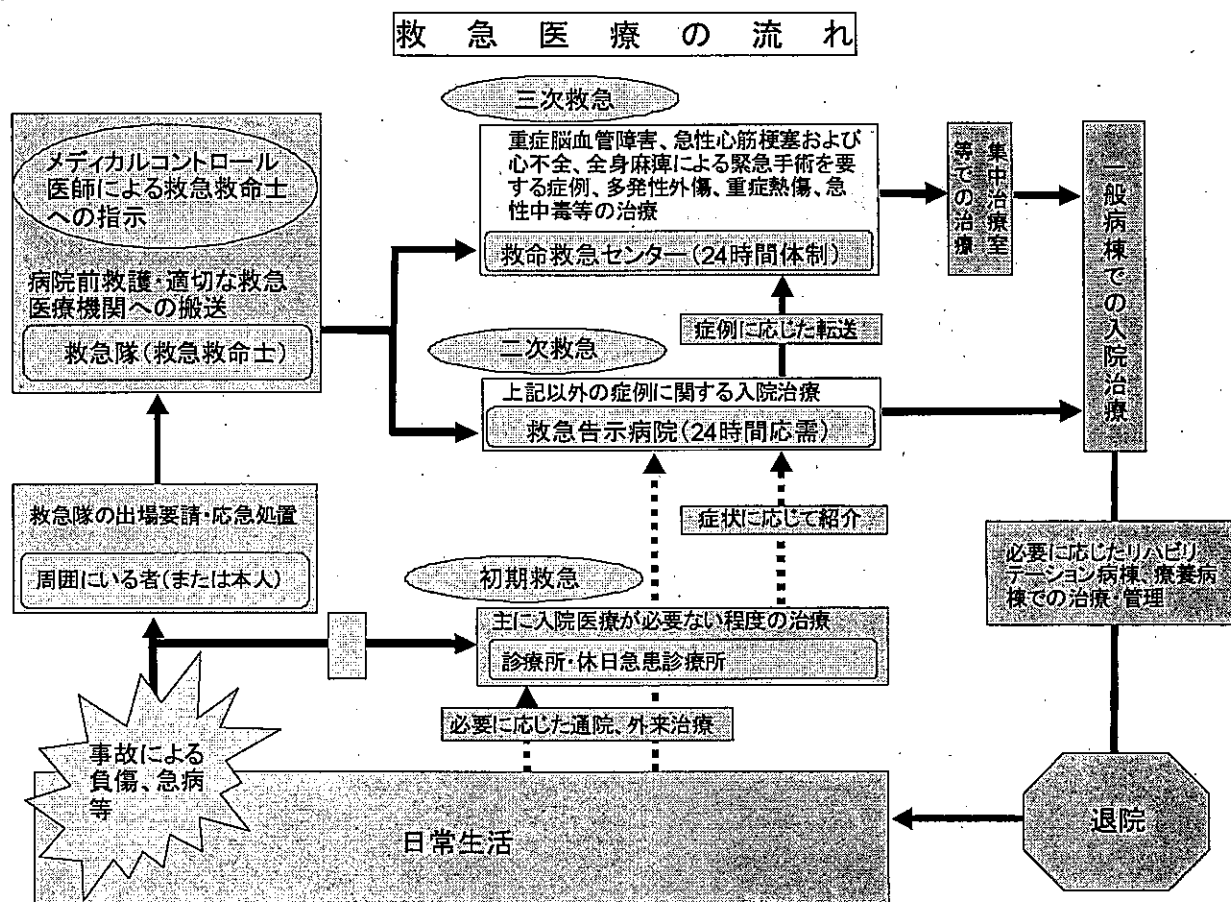 救急医療の流れ
三次救急
重症脳血管障害、急性心筋梗塞および
心不全、全身麻痺による緊急手術を要
する症例、多発性外傷、重症熱傷、急
性中毒等の治療
救命救急センター(24時間体制)
集中治療室
等での治療
一般病棟での入院治療
メディカルコントロール
医師による救急救命士
への指示
病院前救護・適切な救急
医療機関への搬送
救急隊(救急救命士)
症例に応じた転送
二次救急
上記以外の症例に関する入院治療
救急告示病院(24時間応需)
救急隊の出場要請・応急処置
周囲にいる者(または本人)
症状に応じて紹介
初期救急
主に入院医療が必要ない程度の治療
診療所・休日急患診療所
必要に応じたリハビリ
テーション病棟、療養病
棟での治療・管理
必要に応じた通院、外来治療
事故による
負傷、急病
等
日常生活
退院